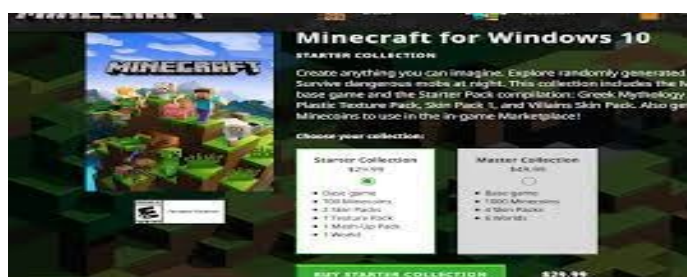 MINECRAFT
Minecraft for Windows 10
STARTER COLLECTION
Create anything you can imagine. Explore randomly generated
Survive dangerous mobs at night. This collection includes the M
base game and the Starter Pack compilation: Greek Mythology
Plastic Texture Pack, Skin Pack 1, and Villains Skin Pack. Also ge
Minecoins to use in the in-game Marketplace!
Choose your collection:
MINECRAFT
Starter Collection
$29.99
Base game
700 Minecoins
2 Skin Packs
1 Texture Pack
1 Mash-Up Pack
1 World
Master Collection
$49.99
Base game
1000 Minecoins
4 Skin Packs
6 Worlds
E
BUY STARTER COLLECTION
$29.99